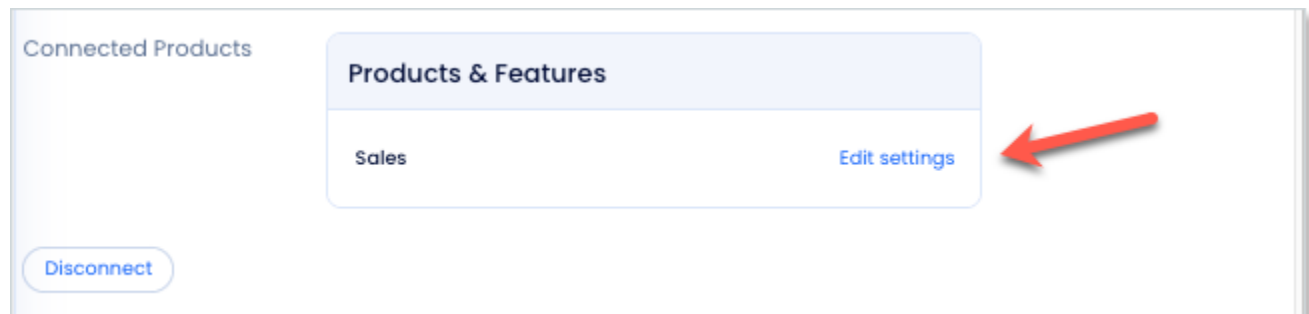 Connected Products
Products & Features
Sales
Edit settings
Disconnect